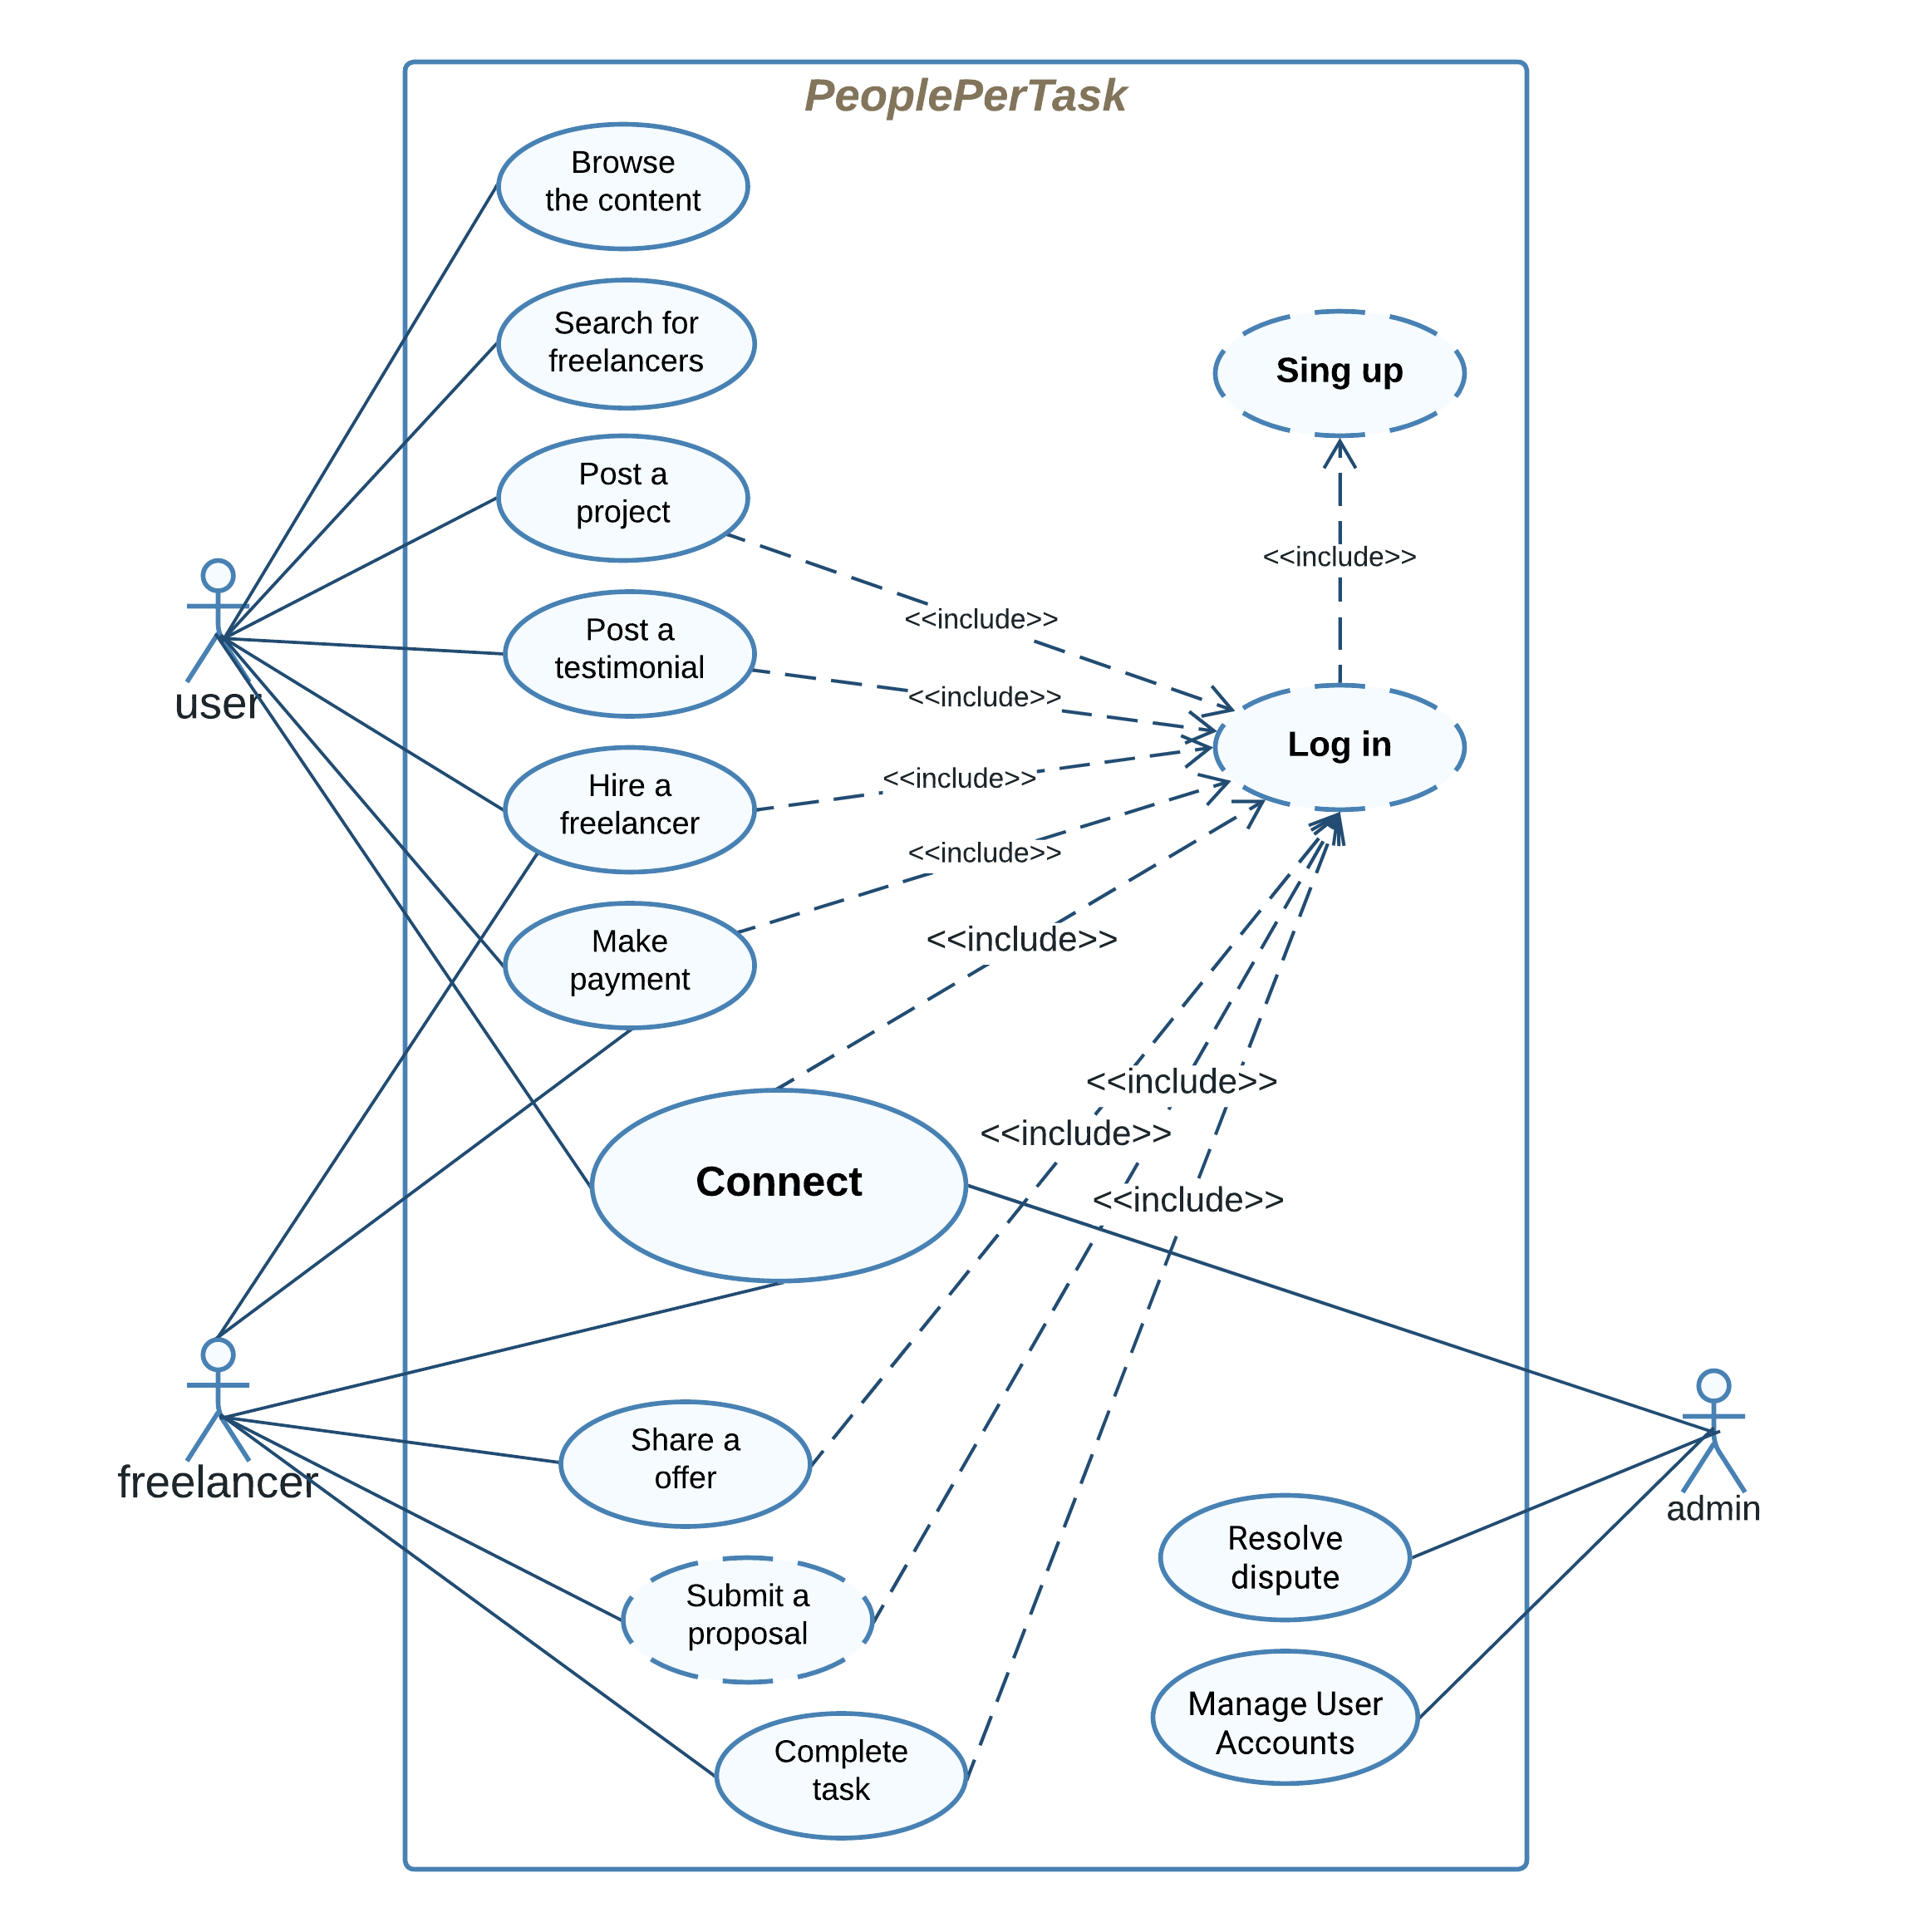 PeoplePerTask
Browse
the content
Search for
freelancers
Sing up
Post a
project
<<include>>
<<include>>
Post a
testimonial
<<include>>
user
Log in
Hire a
freelancer
<<include>>
<<include>>
Make
payment
<<include>>
<<include>>
<<include>>
Connect
<<include>>
Share a
offer
freelancer
admin
Resolve
dispute
Submit a
proposal
Manage User
Accounts
Complete
task